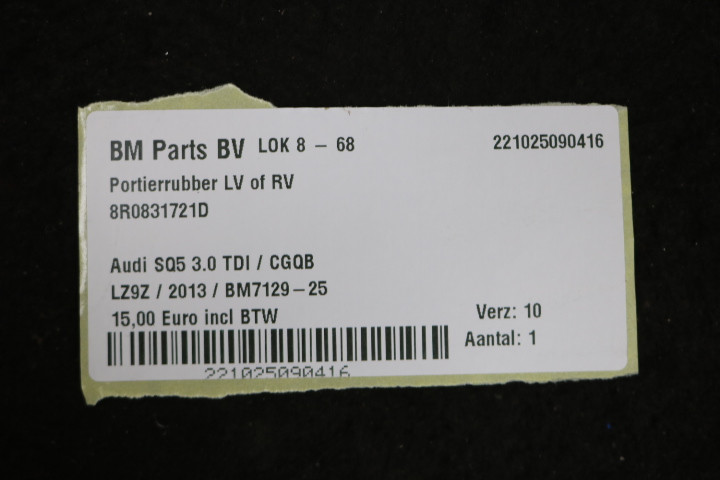 BM Parts BV LOK 8 – 68 221025090416
Portierrubber LV of RV
8R0831721D
Audi SQ5 3.0 TDI / CGQB
LZ9Z / 2013 / BM7129–25
15,00 Euro incl BTW Verz: 10
Aantal: 1
221025090416